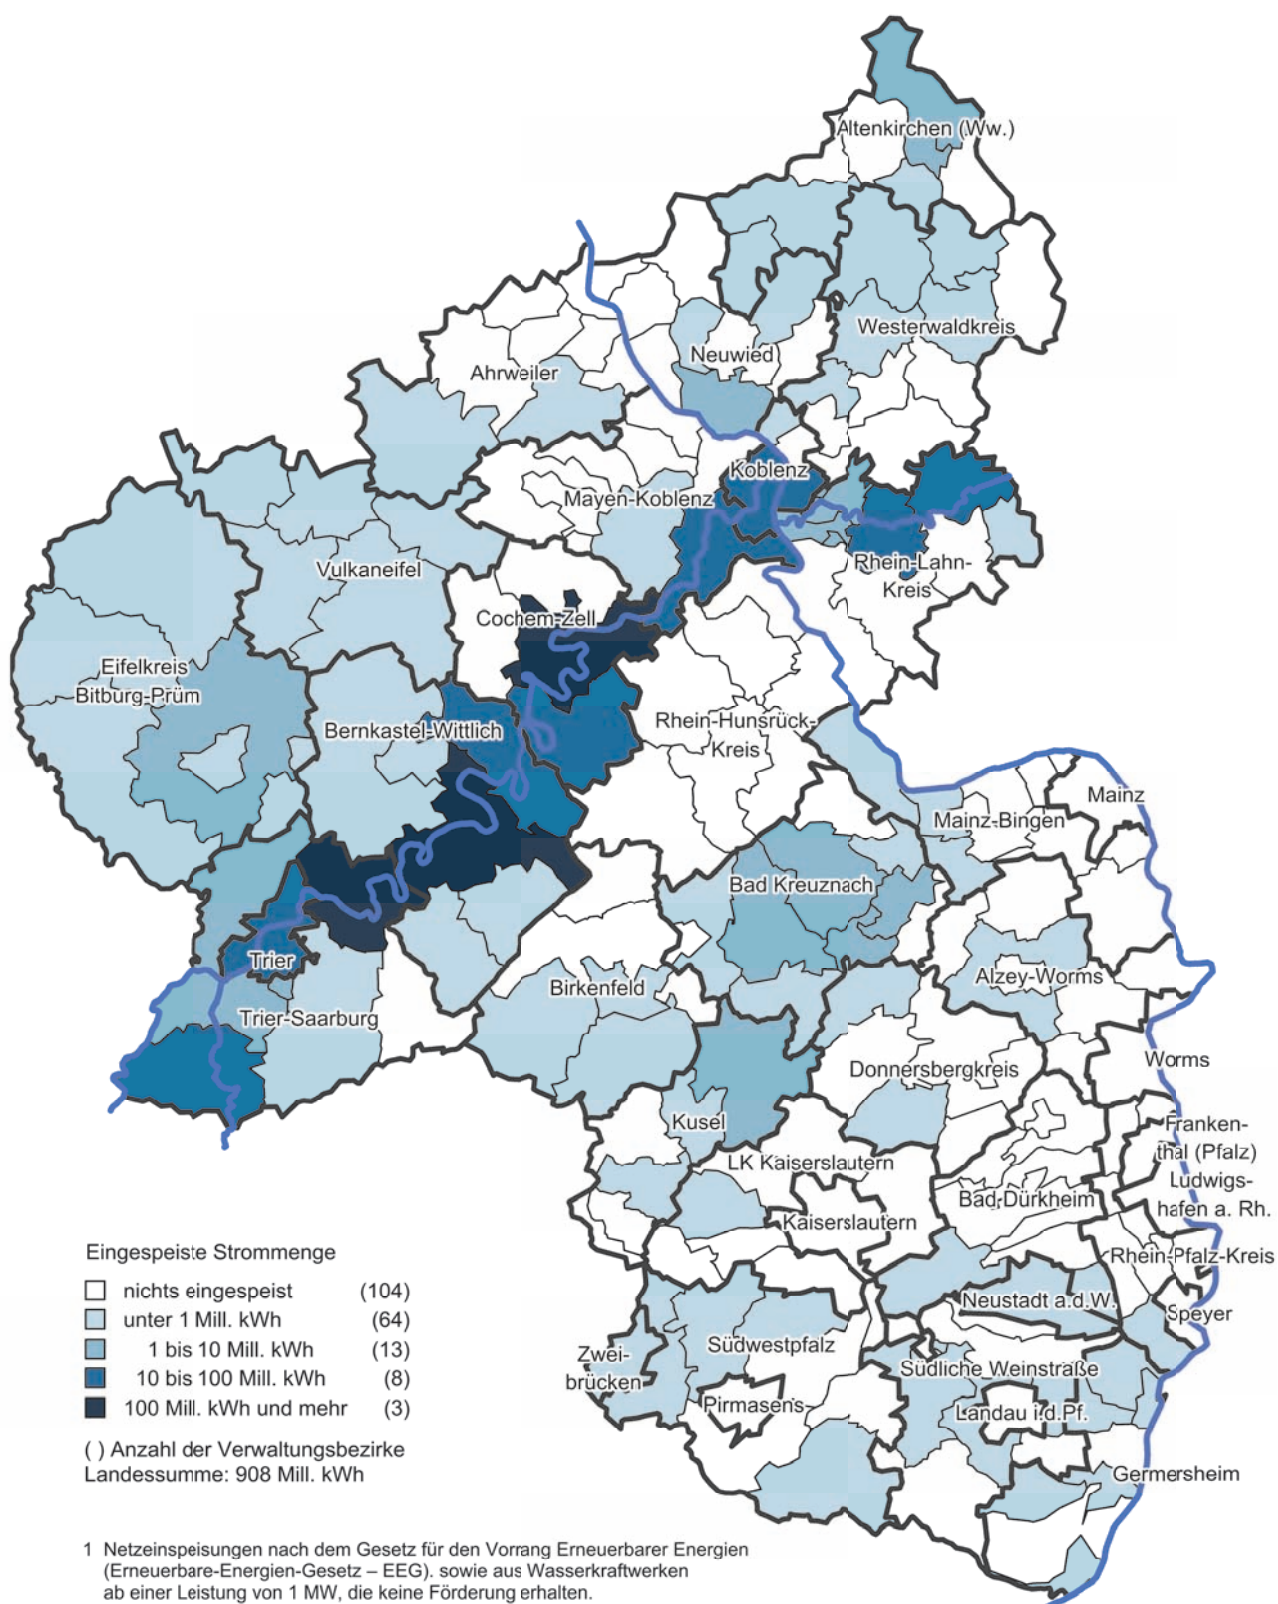 Altenkirchen (Ww.)
Westerwaldkreis
Neuwied
Ahrweiler
Koblenz
Mayen-Koblenz
Rhein-Lahn-
Kreis
Vulkaneifel
Cochem-Zell
Eifelkreis
Bitburg-Prüm
Bernkastel-Wittlich
Rhein-Hunsrück-
Kreis
Mainz
Mainz-Bingen
Bad Kreuznach
Trier
Birkenfeld
Alzey-Worms
Trier-Saarburg
Donnersbergkreis
Worms
Kusel
Franken-
thal (Pfalz)
LK Kaiserslautern
Ludwigs-
hafen a. Rh.
Bad Dürkheim
Kaiserslautern
Rhein-Pfalz-Kreis
Neustadt a.d.W.
Speyer
Südwestpfalz
Zwei-
brücken
Südliche Weinstraße
Pirmasens
Landau i.d.Pf.
Germersheim
Eingespeiste Strommenge
nichts eingespeist (104)
unter 1 Mill. kWh (64)
1 bis 10 Mill. kWh (13)
10 bis 100 Mill. kWh (8)
100 Mill. kWh und mehr (3)
( ) Anzahl der Verwaltungsbezirke
Landessumme: 908 Mill. kWh
1 Netzeinspeisungen nach dem Gesetz für den Vorrang Erneuerbarer Energien
(Erneuerbare-Energien-Gesetz – EEG). sowie aus Wasserkraftwerken
ab einer Leistung von 1 MW, die keine Förderung erhalten.